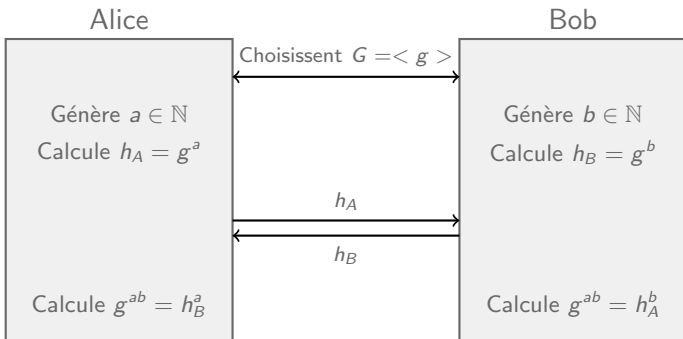 Alice
Bob
Choisissent G =< g >
Génère a ∈ ℕ
Calcule h_A = g^a
Génère b ∈ ℕ
Calcule h_B = g^b
h_A
h_B
Calcule g^{ab} = h_B^a
Calcule g^{ab} = h_A^b